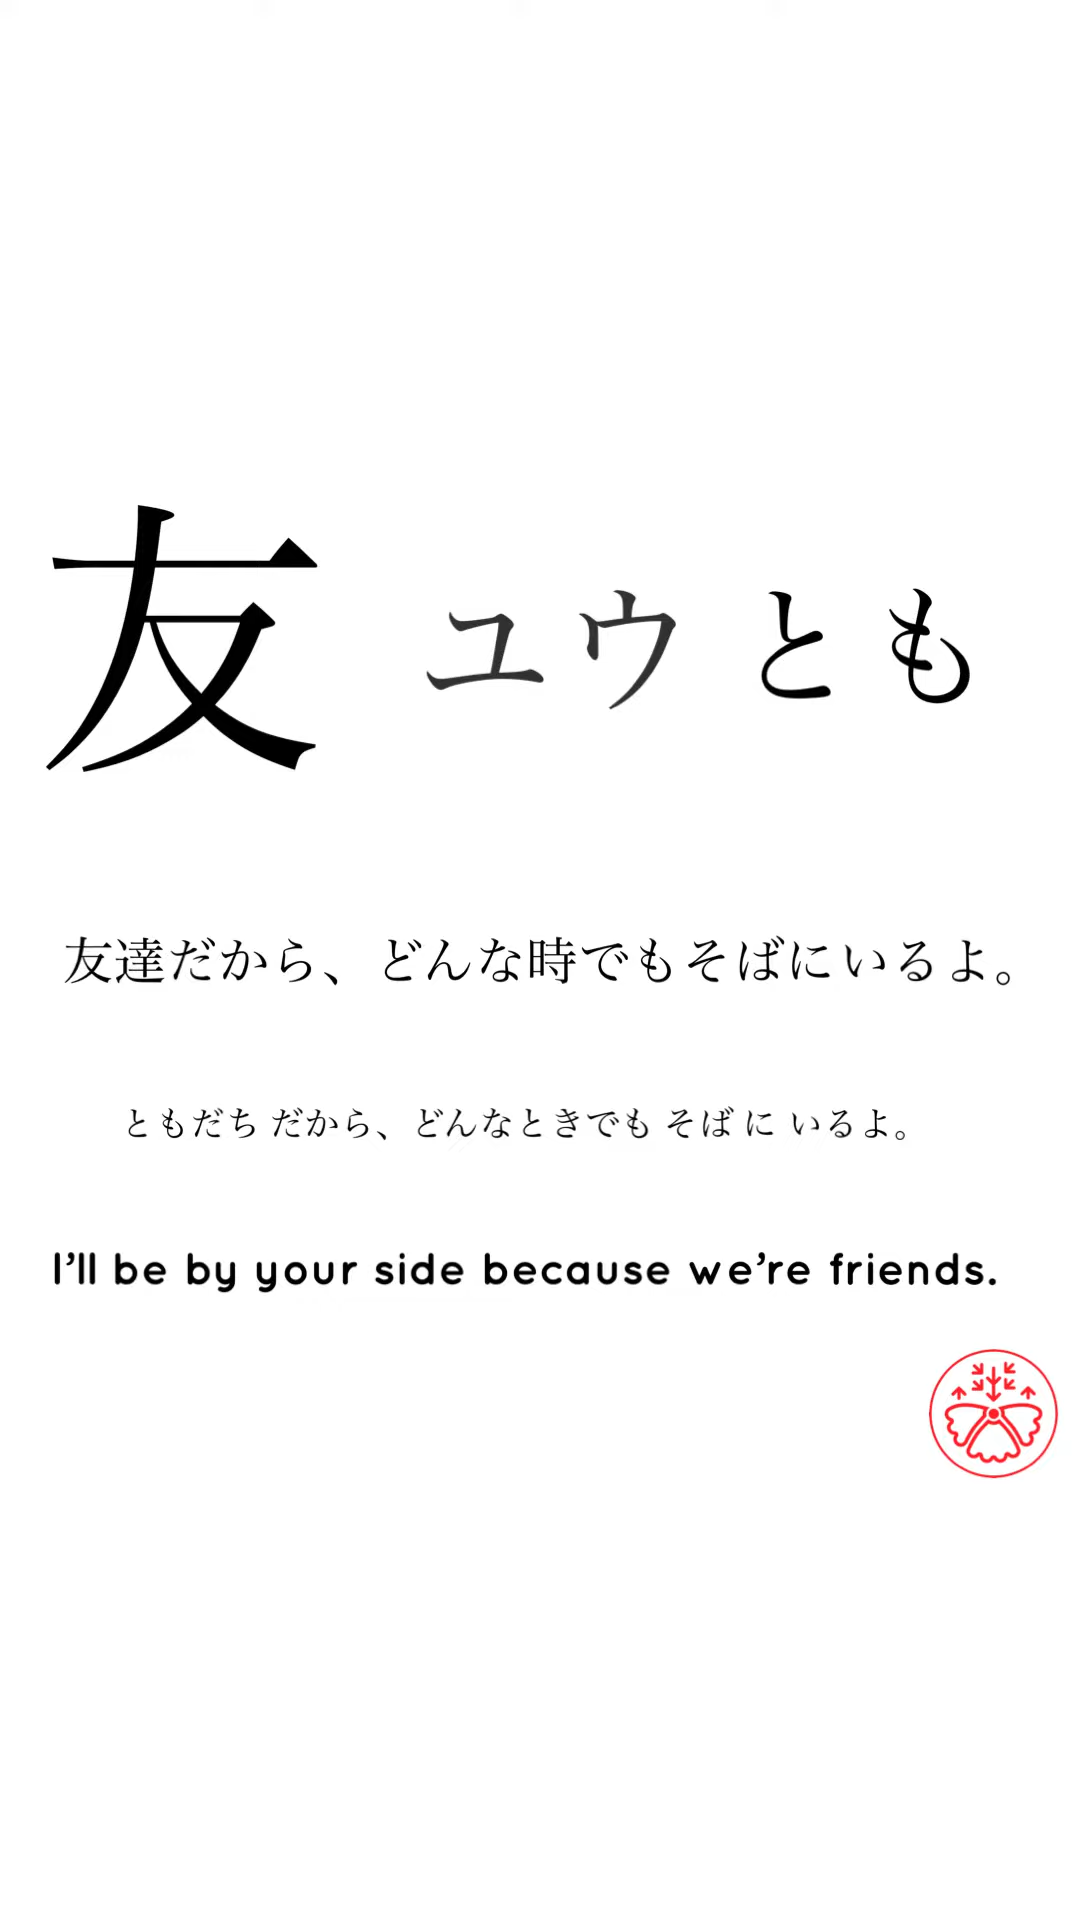 友 ユウ とも
友達だから、どんな時でもそばにいるよ。
ともだち だから、どんなときでも そば に いるよ。
I’ll be by your side because we’re friends.